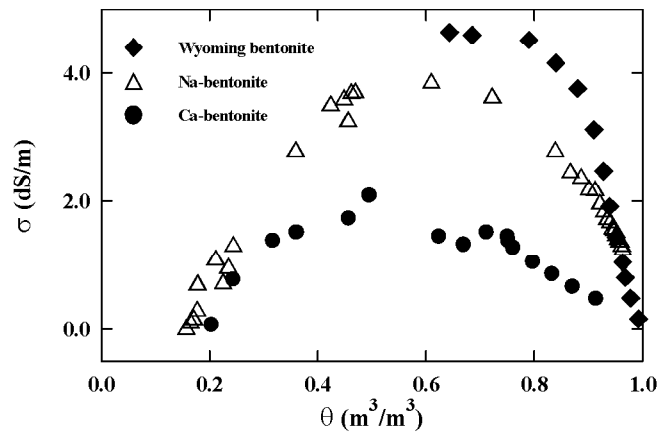 Wyoming bentonite
4.0
Na-bentonite
Ca-bentonite
σ (dS/m)
2.0
0.0
0.0 0.2 0.4 0.6 0.8 1.0
θ (m³/m³)